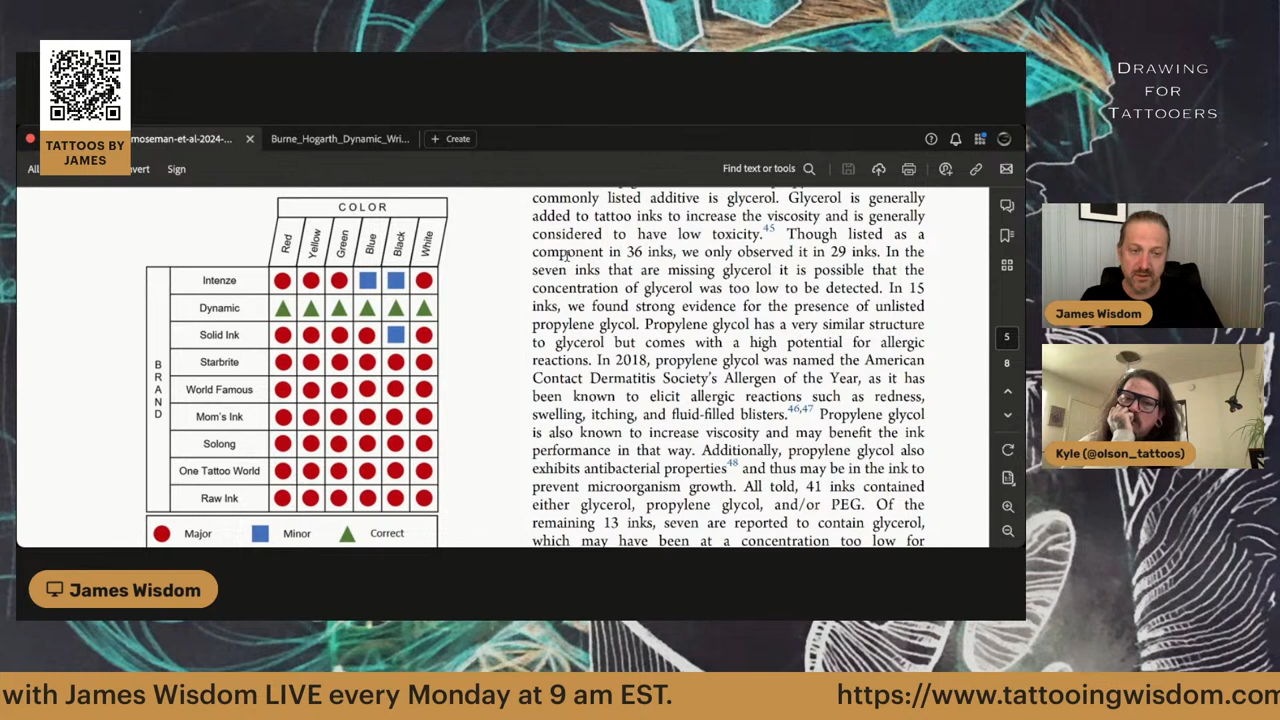 DRAWING
FOR
TATTOOERS
TATTOOS BY
JAMES
moseman-et-al-2024-...
Burne_Hogarth_Dynamic_Wri...
+ Create
All
vert
Sign
Find text or tools
COLOR
Red
Yellow
Green
Blue
Black
White
BRAND
Intenze
Dynamic
Solid Ink
Starbrite
World Famous
Mom's Ink
Solong
One Tattoo World
Raw Ink
Major
Minor
Correct
commonly listed additive is glycerol. Glycerol is generally
added to tattoo inks to increase the viscosity and is generally
considered to have low toxicity.45 Though listed as a
component in 36 inks, we only observed it in 29 inks. In the
seven inks that are missing glycerol it is possible that the
concentration of glycerol was too low to be detected. In 15
inks, we found strong evidence for the presence of unlisted
propylene glycol. Propylene glycol has a very similar structure
to glycerol but comes with a high potential for allergic
reactions. In 2018, propylene glycol was named the American
Contact Dermatitis Society's Allergen of the Year, as it has
been known to elicit allergic reactions such as redness,
swelling, itching, and fluid-filled blisters.46,47 Propylene glycol
is also known to increase viscosity and may benefit the ink
performance in that way. Additionally, propylene glycol also
exhibits antibacterial properties48 and thus may be in the ink to
prevent microorganism growth. All told, 41 inks contained
either glycerol, propylene glycol, and/or PEG. Of the
remaining 13 inks, seven are reported to contain glycerol,
which may have been at a concentration too low for
5
8
James Wisdom
Kyle (@olson_tattoos)
James Wisdom
with James Wisdom LIVE every Monday at 9 am EST.
https://www.tattooingwisdom.com